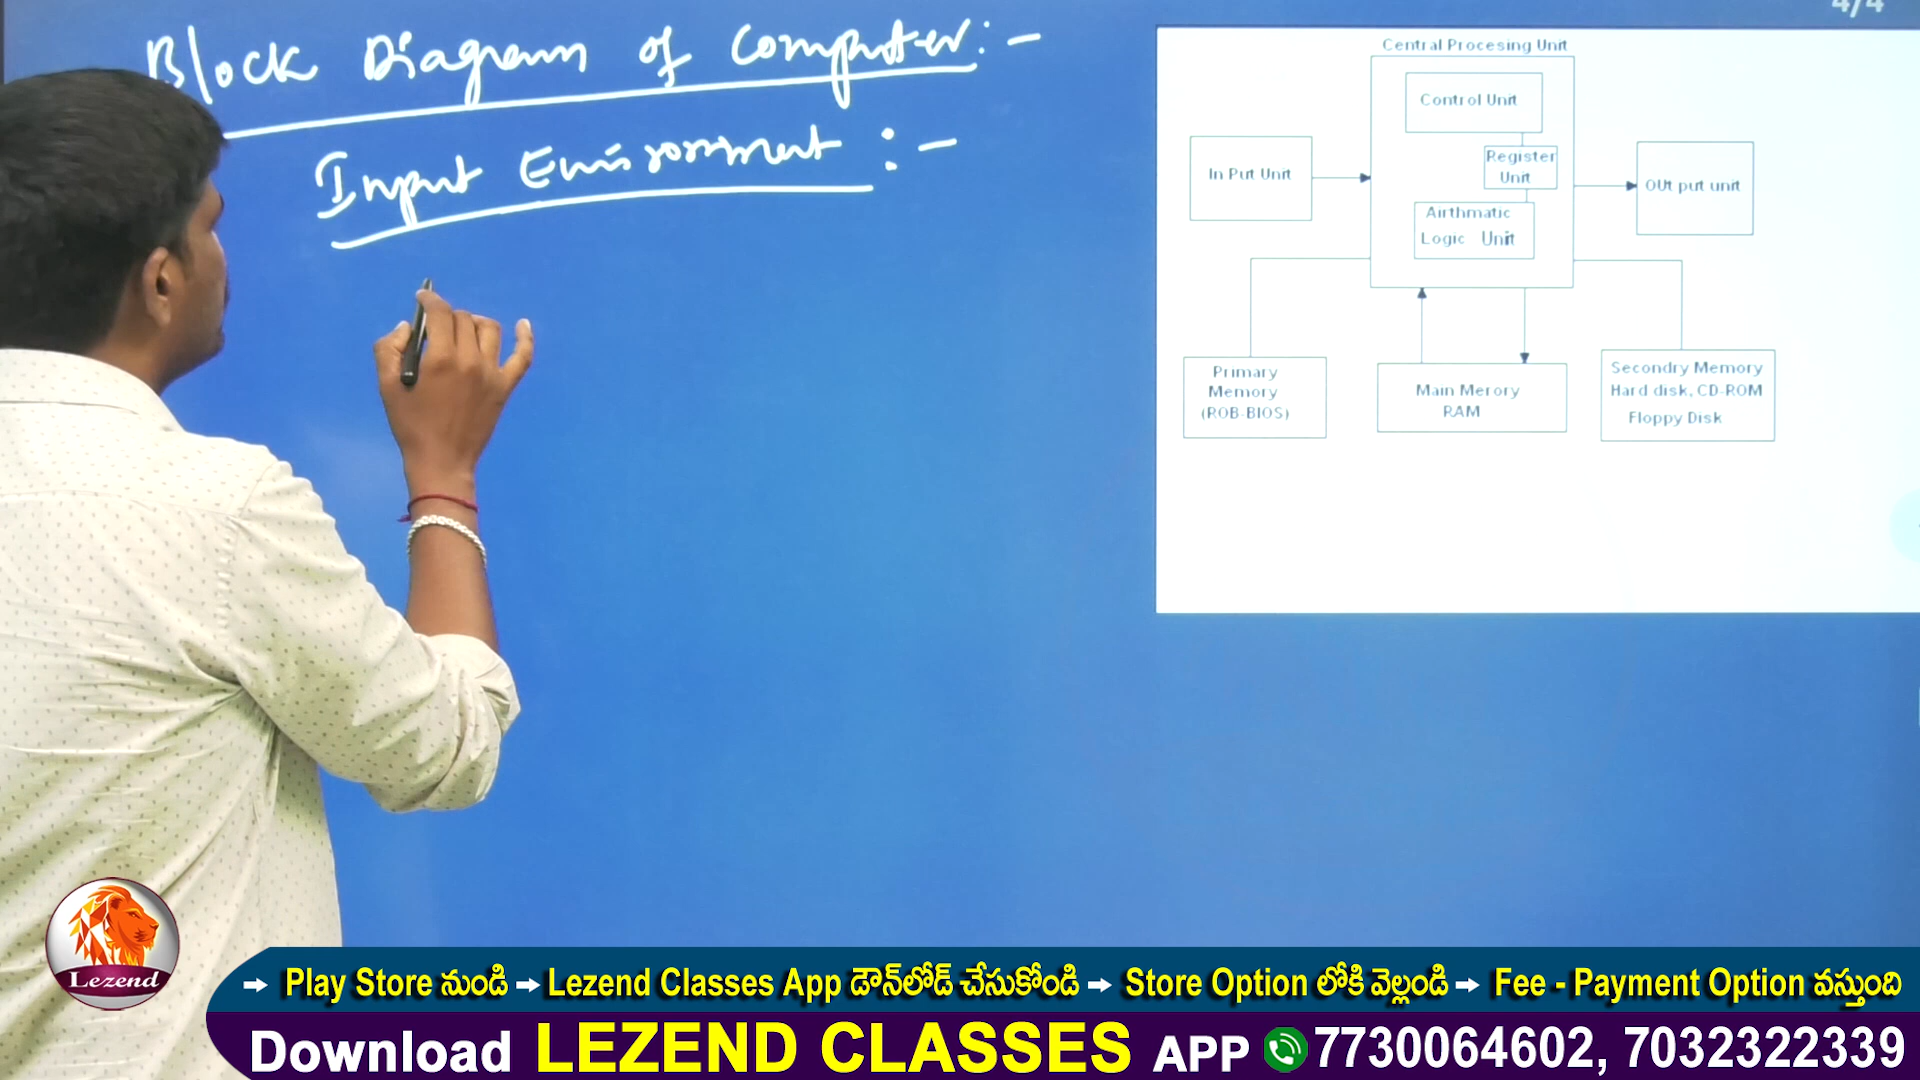 4/4
Block Diagram of Computer:-
Input Environment :-
Central Procesing Unit
Control Unit
In Put Unit
Register
Unit
OUt put unit
Airthmatic
Logic Unit
Primary
Memory
(ROB-BIOS)
Main Merory
RAM
Secondry Memory
Hard disk, CD-ROM
Floppy Disk
Lezend
→ Play Store నుండి → Lezend Classes App డౌన్‌లోడ్ చేసుకోండి → Store Option లోకి వెల్లండి → Fee - Payment Option వస్తుంది
Download LEZEND CLASSES APP 7730064602, 7032322339